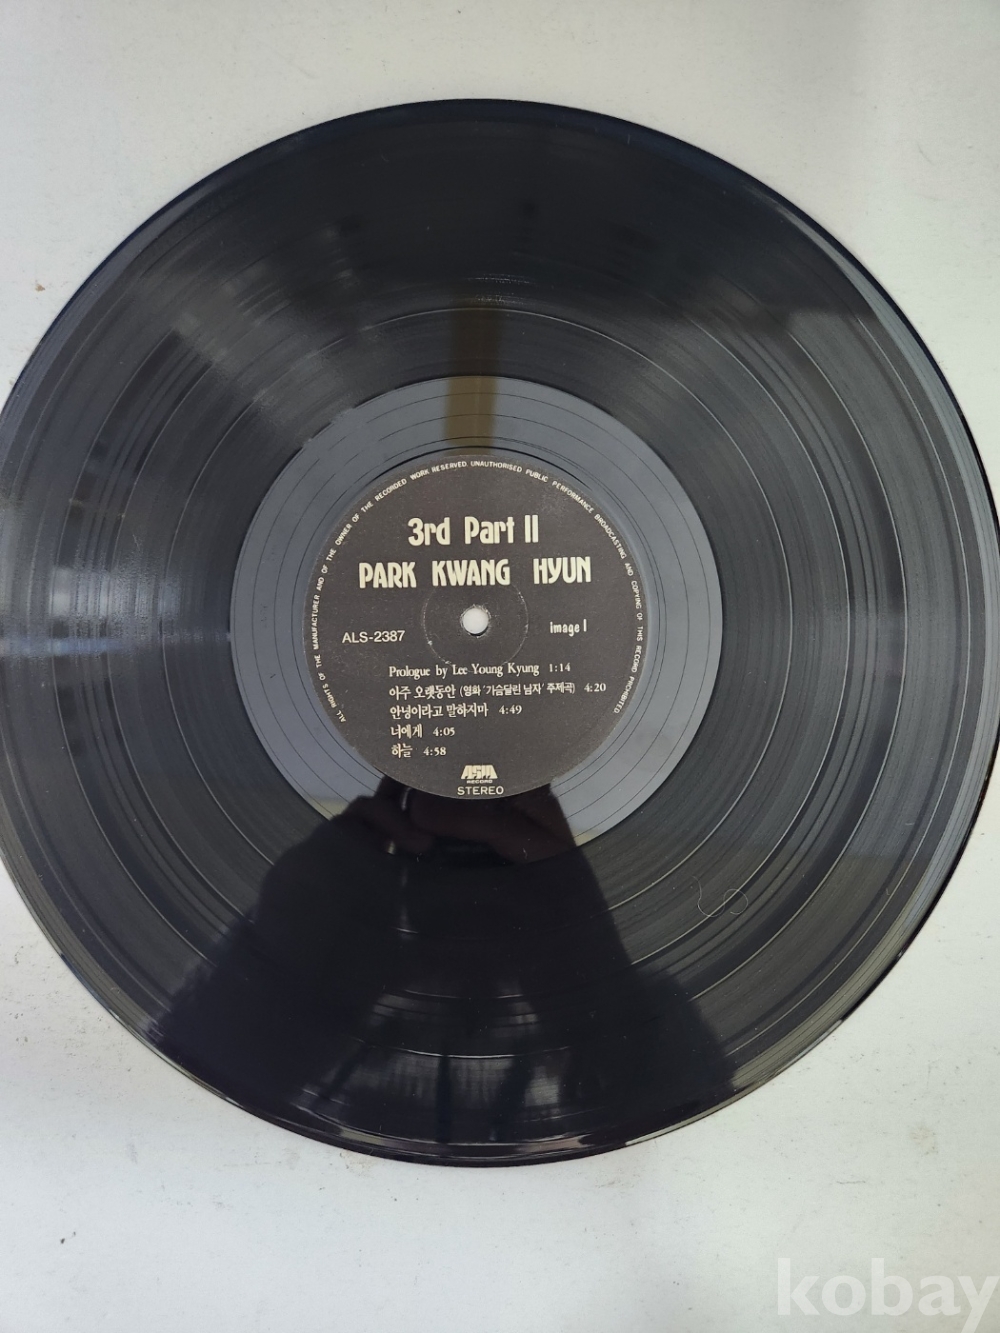 ALL RIGHTS OF THE MANUFACTURER AND OF THE OWNER OF THE RECORDED WORK RESERVED. UNAUTHORISED PUBLIC PERFORMANCE BROADCASTING AND COPYING OF THIS RECORD PROHIBITED.
3rd Part II
PARK KWANG HYUN
ALS-2387
image I
Prologue by Lee Young Kyung 1:14
아주 오랫동안 (영화 '가슴달린 남자' 주제곡) 4:20
안녕이라고 말하지마 4:49
너에게 4:05
하늘 4:58
ASIA
RECORD
STEREO
kobay